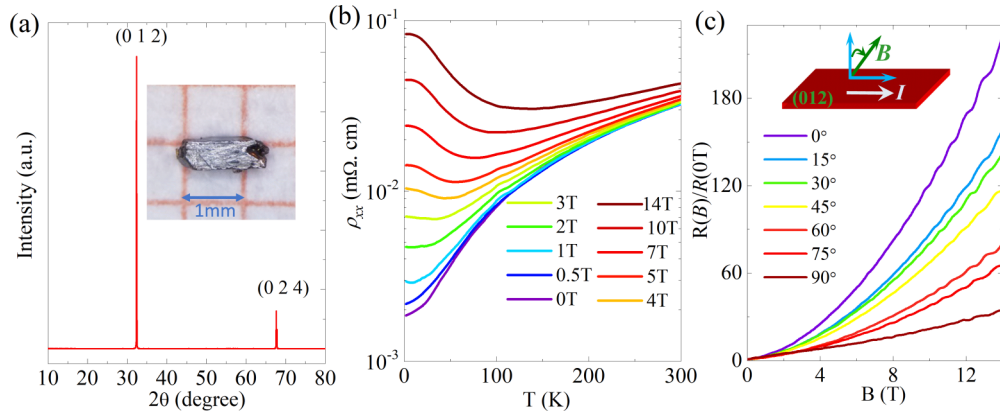 (a)
(0 1 2)
(0 2 4)
1mm
Intensity (a.u.)
10 20 30 40 50 60 70 80
2θ (degree)
(b)
10⁻¹
10⁻²
10⁻³
ρxx (mΩ. cm)
3T
2T
1T
0.5T
0T
14T
10T
7T
5T
4T
0 100 200 300
T (K)
(c)
B
(012)
I
180
120
60
0
R(B)/R(0T)
0°
15°
30°
45°
60°
75°
90°
0 4 8 12
B (T)